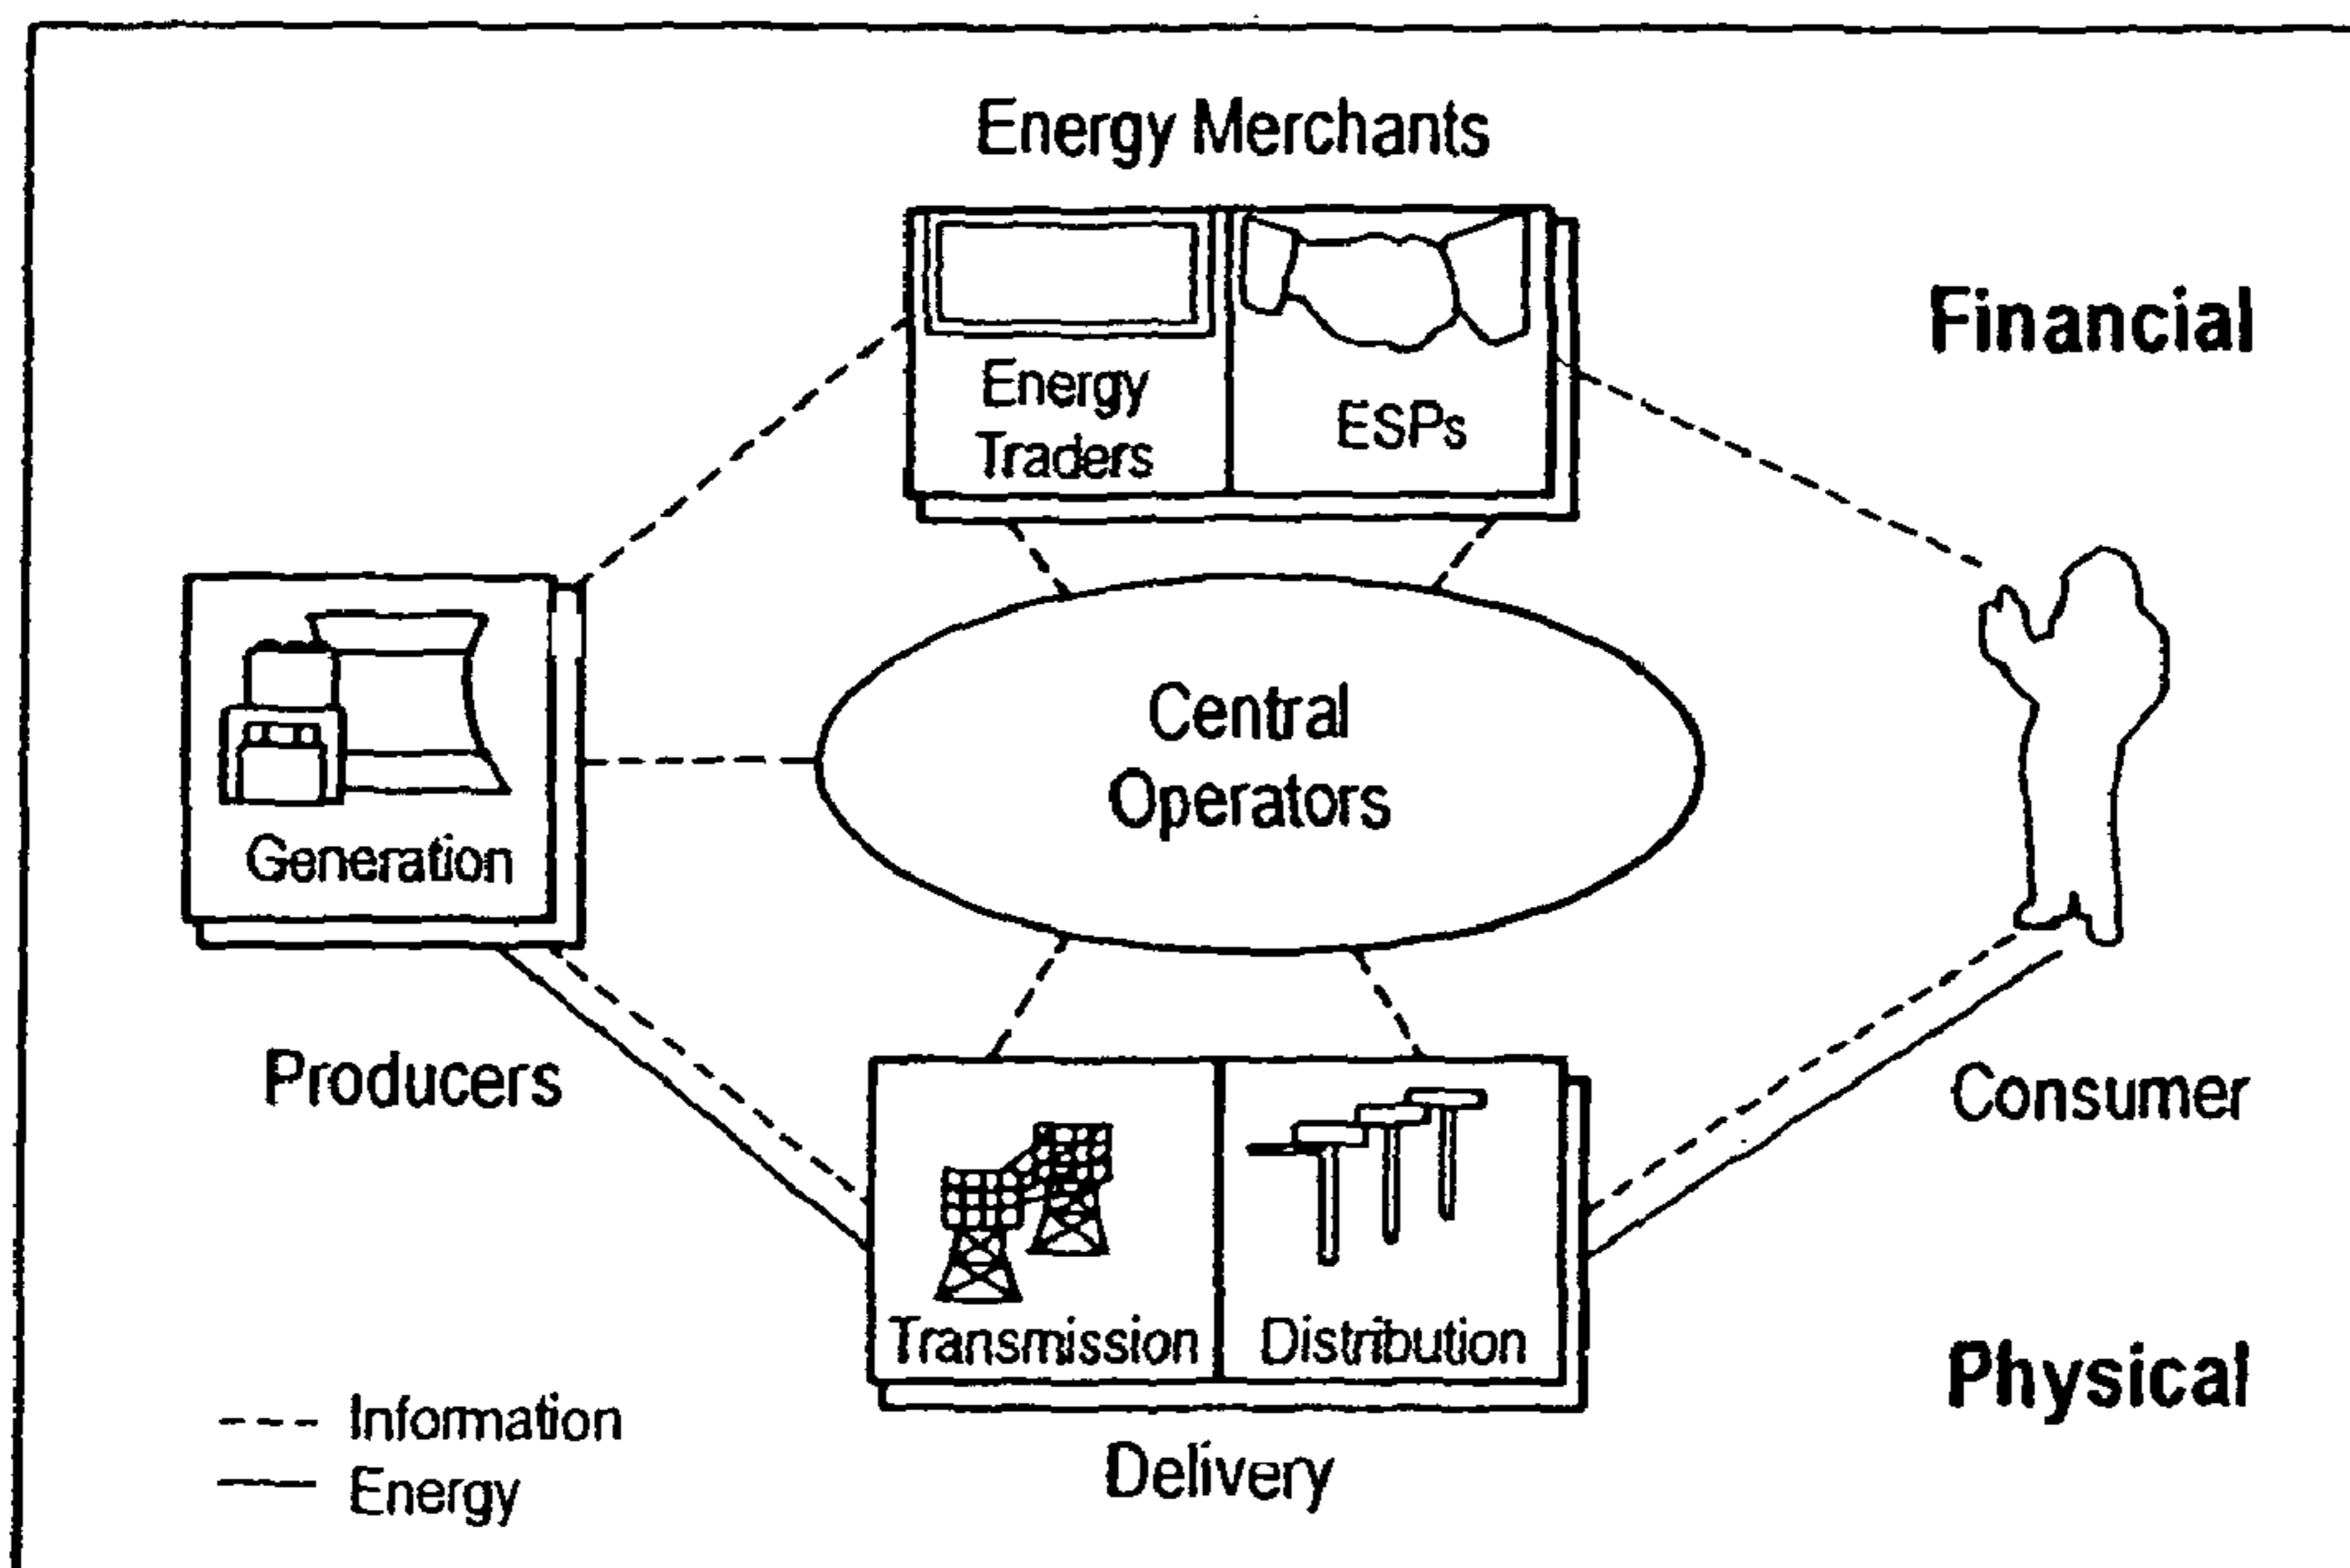 Energy Merchants
Energy
Traders
ESPs
Financial
Central
Operators
Generation
Producers
Consumer
Transmission
Distribution
Physical
Information
Energy
Delivery